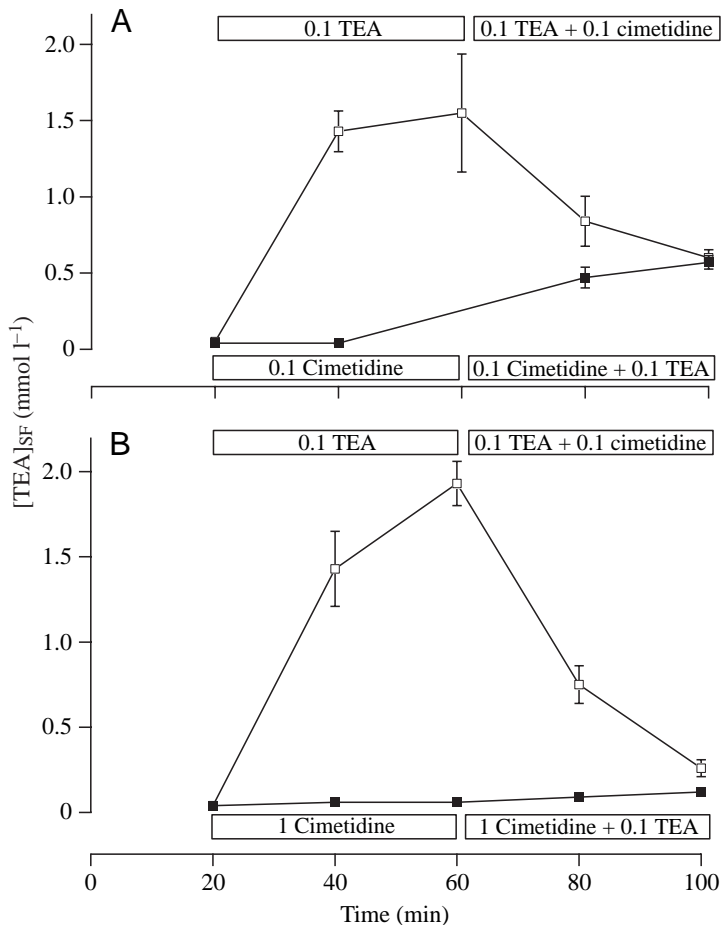 A
0.1 TEA
0.1 TEA + 0.1 cimetidine
2.0
1.5
1.0
0.5
0
0.1 Cimetidine
0.1 Cimetidine + 0.1 TEA
[TEA]SF (mmol l–1)
B
0.1 TEA
0.1 TEA + 0.1 cimetidine
2.0
1.5
1.0
0.5
0
1 Cimetidine
1 Cimetidine + 0.1 TEA
0 20 40 60 80 100
Time (min)